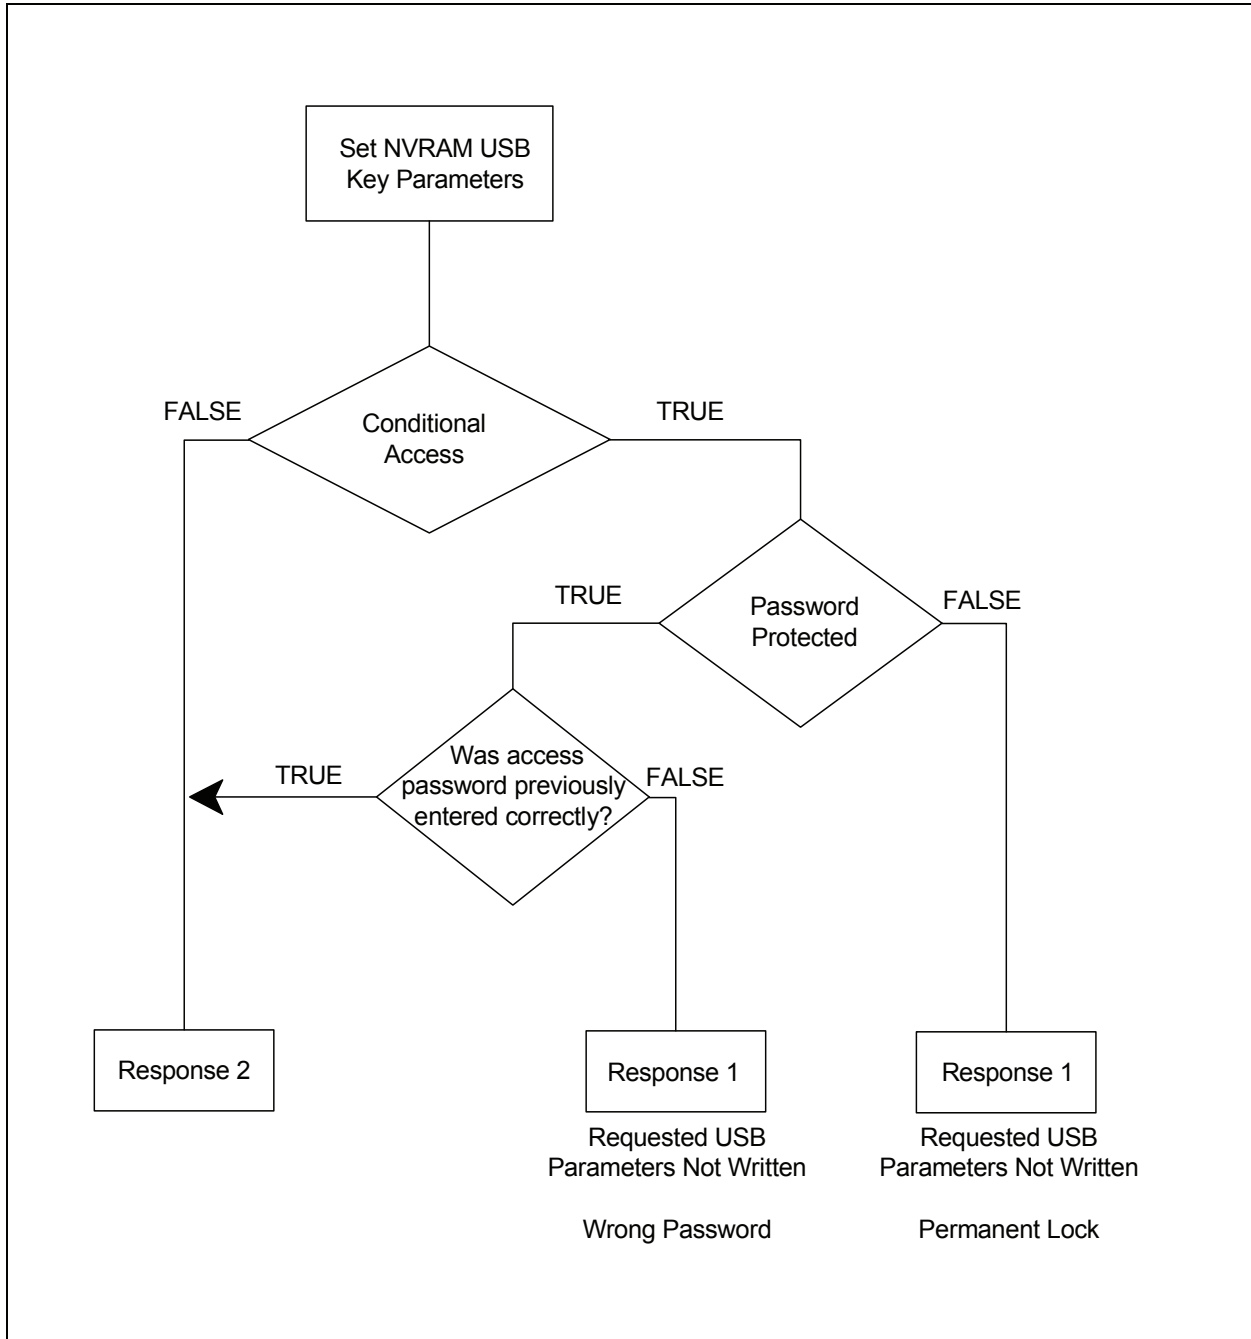 Set NVRAM USB
Key Parameters
FALSE
TRUE
Conditional
Access
TRUE
FALSE
Password
Protected
TRUE
Was access
password previously
entered correctly?
FALSE
Response 2
Response 1
Requested USB
Parameters Not Written
Wrong Password
Response 1
Requested USB
Parameters Not Written
Permanent Lock